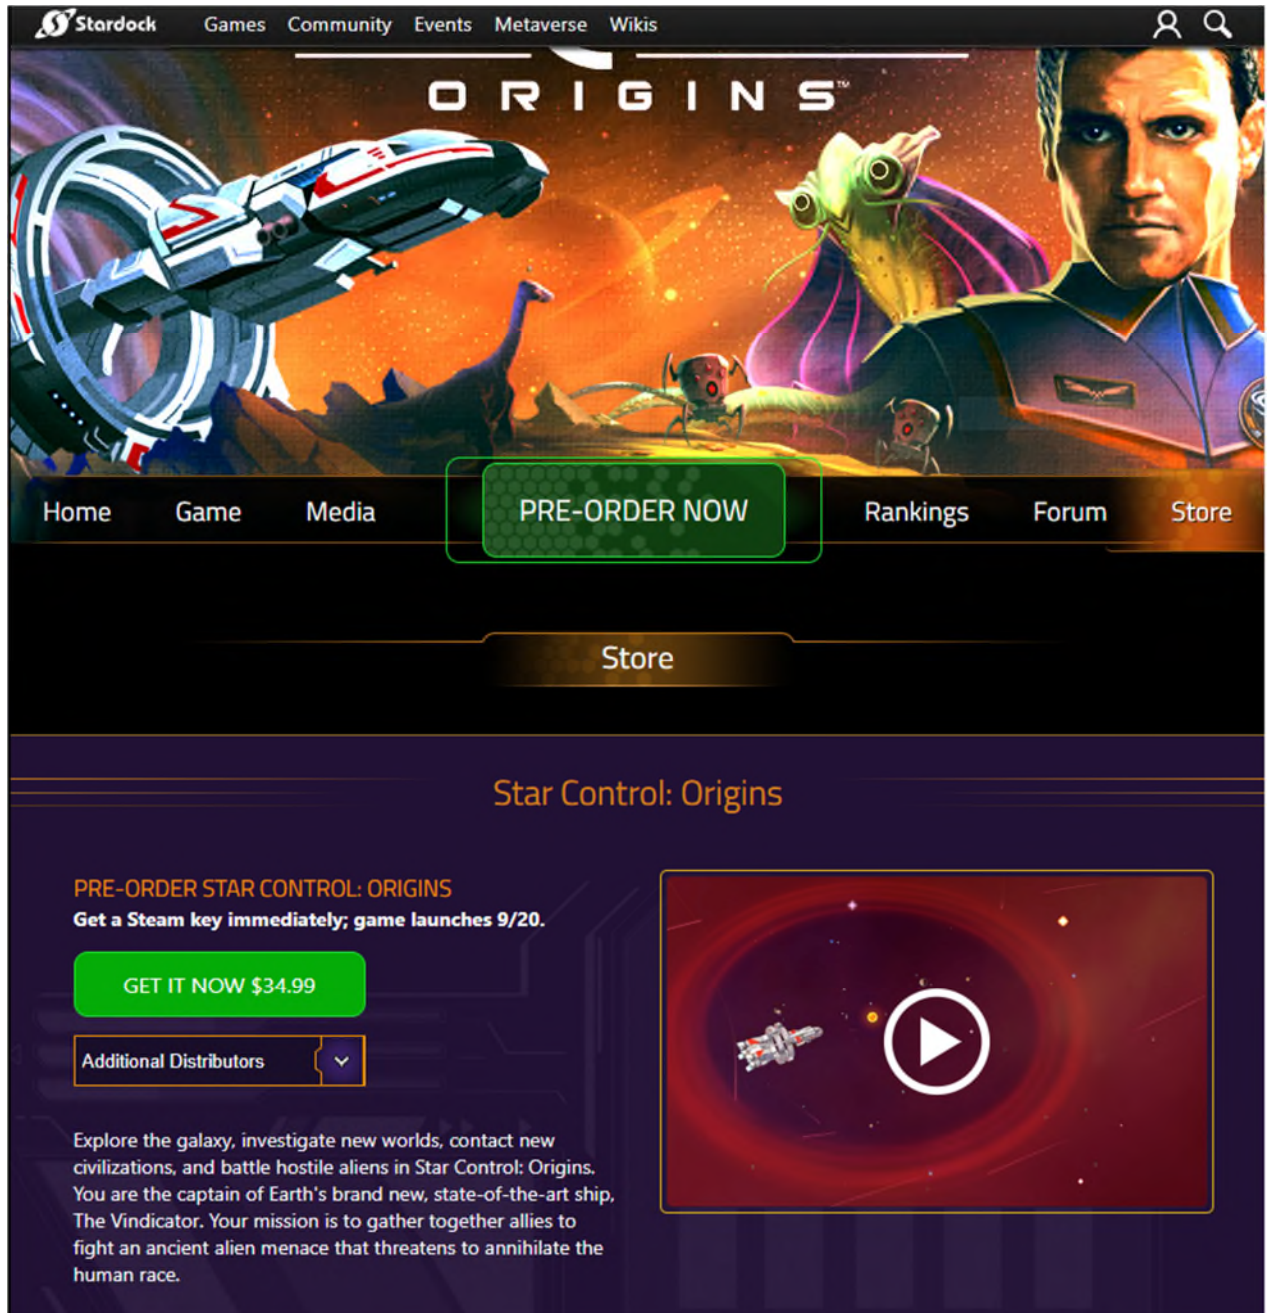 Stardock Games Community Events Metaverse Wikis
ORIGINS™
Home Game Media PRE-ORDER NOW Rankings Forum Store
Store
Star Control: Origins
PRE-ORDER STAR CONTROL: ORIGINS
Get a Steam key immediately; game launches 9/20.
GET IT NOW $34.99
Additional Distributors
Explore the galaxy, investigate new worlds, contact new
civilizations, and battle hostile aliens in Star Control: Origins.
You are the captain of Earth's brand new, state-of-the-art ship,
The Vindicator. Your mission is to gather together allies to
fight an ancient alien menace that threatens to annihilate the
human race.